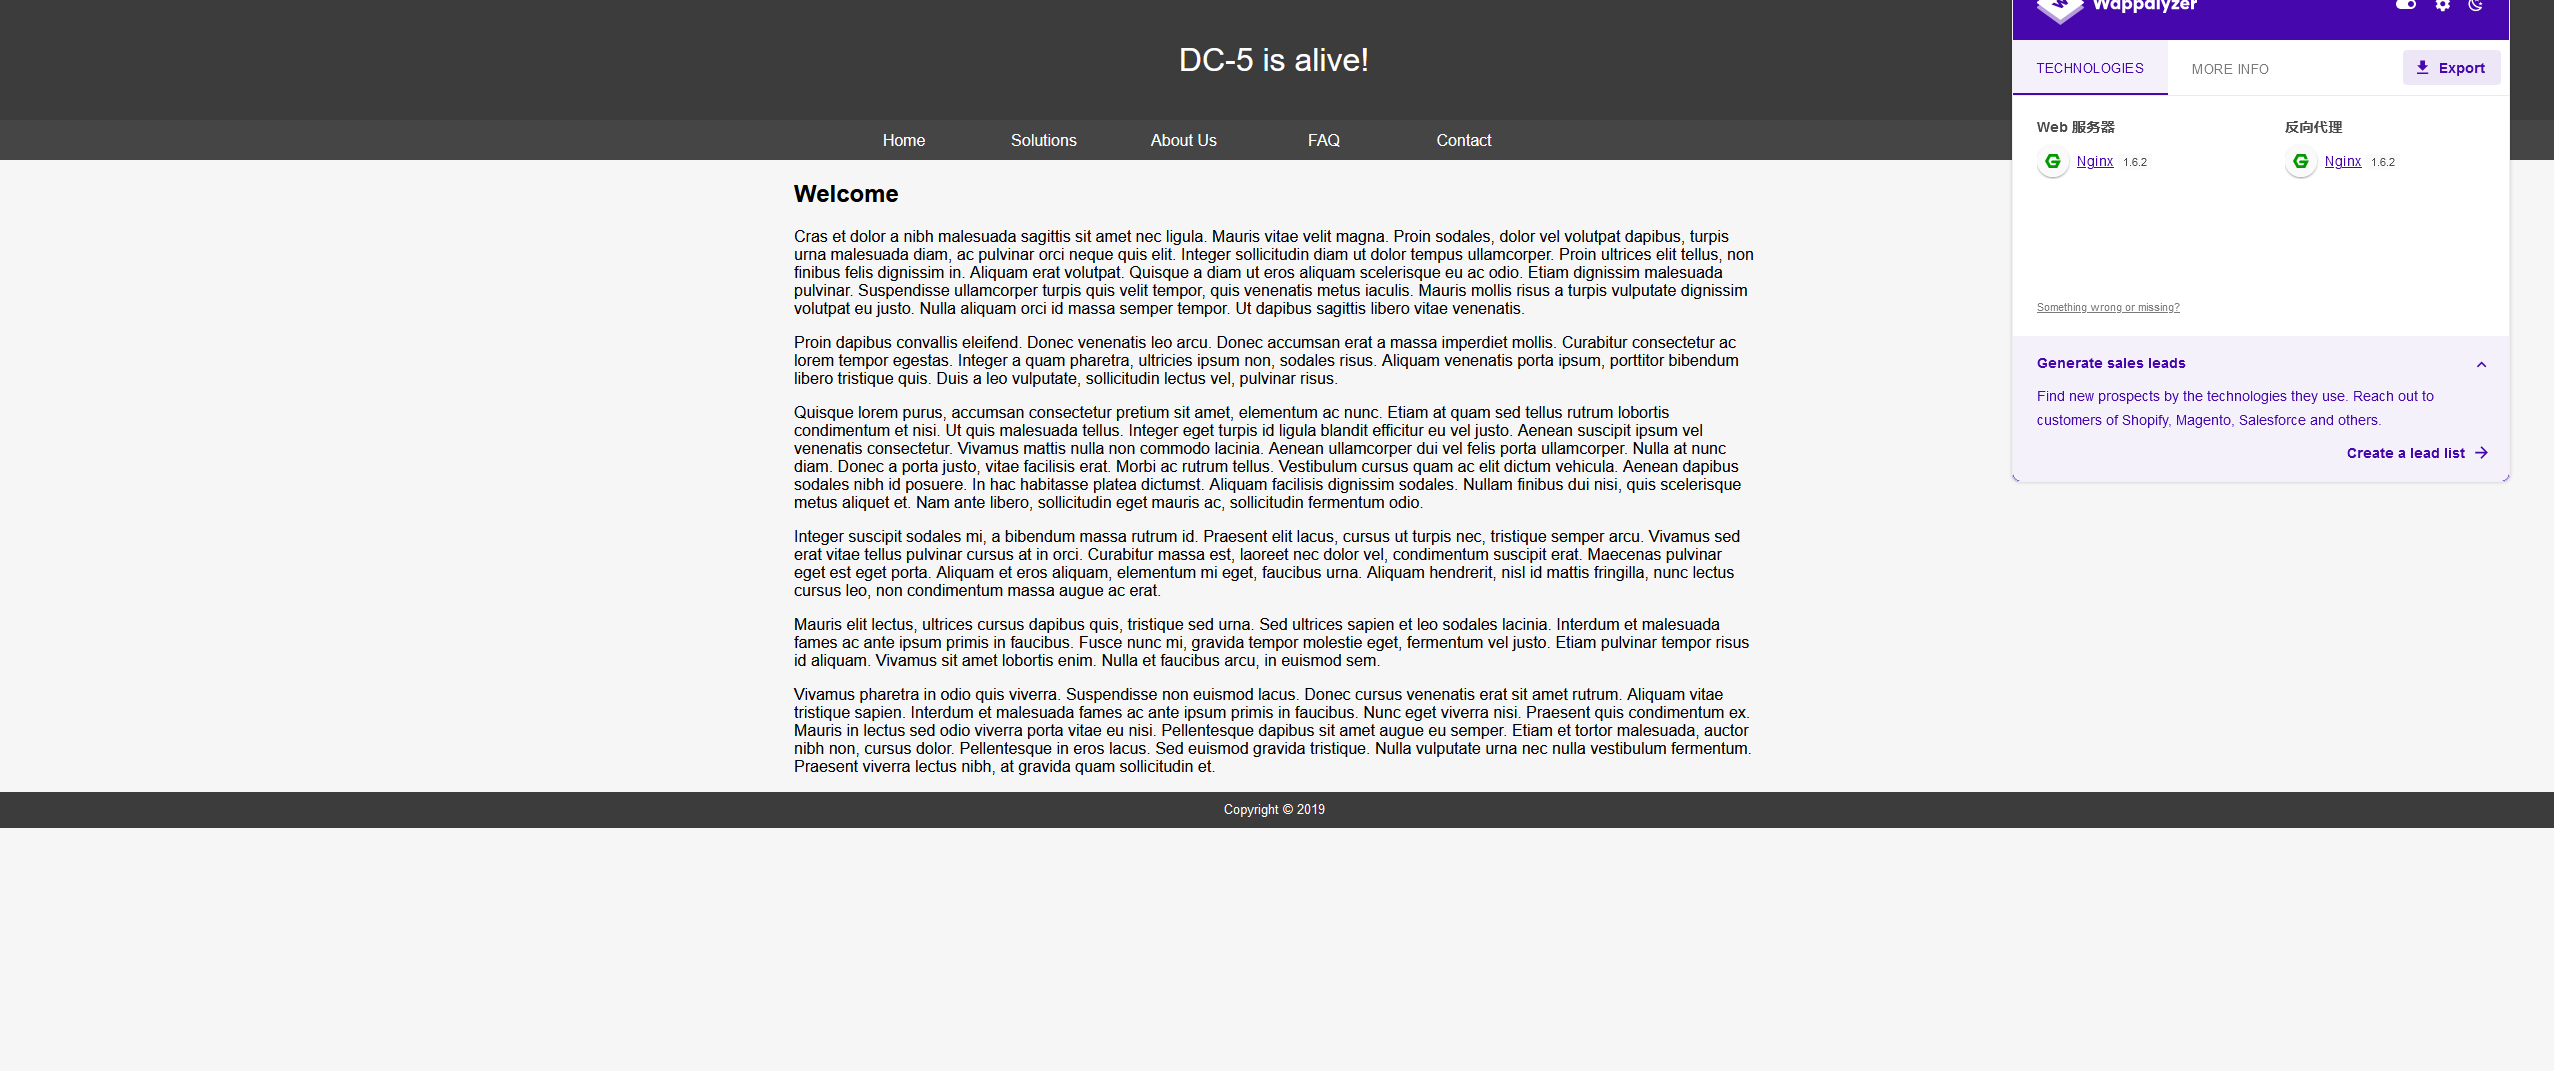 DC-5 is alive!
Home
Solutions
About Us
FAQ
Contact
Welcome
Cras et dolor a nibh malesuada sagittis sit amet nec ligula. Mauris vitae velit magna. Proin sodales, dolor vel volutpat dapibus, turpis
urna malesuada diam, ac pulvinar orci neque quis elit. Integer sollicitudin diam ut dolor tempus ullamcorper. Proin ultrices elit tellus, non
finibus felis dignissim in. Aliquam erat volutpat. Quisque a diam ut eros aliquam scelerisque eu ac odio. Etiam dignissim malesuada
pulvinar. Suspendisse ullamcorper turpis quis velit tempor, quis venenatis metus iaculis. Mauris mollis risus a turpis vulputate dignissim
volutpat eu justo. Nulla aliquam orci id massa semper tempor. Ut dapibus sagittis libero vitae venenatis.
Proin dapibus convallis eleifend. Donec venenatis leo arcu. Donec accumsan erat a massa imperdiet mollis. Curabitur consectetur ac
lorem tempor egestas. Integer a quam pharetra, ultricies ipsum non, sodales risus. Aliquam venenatis porta ipsum, porttitor bibendum
libero tristique quis. Duis a leo vulputate, sollicitudin lectus vel, pulvinar risus.
Quisque lorem purus, accumsan consectetur pretium sit amet, elementum ac nunc. Etiam at quam sed tellus rutrum lobortis
condimentum et nisi. Ut quis malesuada tellus. Integer eget turpis id ligula blandit efficitur eu vel justo. Aenean suscipit ipsum vel
venenatis consectetur. Vivamus mattis nulla non commodo lacinia. Aenean ullamcorper dui vel felis porta ullamcorper. Nulla at nunc
diam. Donec a porta justo, vitae facilisis erat. Morbi ac rutrum tellus. Vestibulum cursus quam ac elit dictum vehicula. Aenean dapibus
sodales nibh id posuere. In hac habitasse platea dictumst. Aliquam facilisis dignissim sodales. Nullam finibus dui nisi, quis scelerisque
metus aliquet et. Nam ante libero, sollicitudin eget mauris ac, sollicitudin fermentum odio.
Integer suscipit sodales mi, a bibendum massa rutrum id. Praesent elit lacus, cursus ut turpis nec, tristique semper arcu. Vivamus sed
erat vitae tellus pulvinar cursus at in orci. Curabitur massa est, laoreet nec dolor vel, condimentum suscipit erat. Maecenas pulvinar
eget est eget porta. Aliquam et eros aliquam, elementum mi eget, faucibus urna. Aliquam hendrerit, nisl id mattis fringilla, nunc lectus
cursus leo, non condimentum massa augue ac erat.
Mauris elit lectus, ultrices cursus dapibus quis, tristique sed urna. Sed ultrices sapien et leo sodales lacinia. Interdum et malesuada
fames ac ante ipsum primis in faucibus. Fusce nunc mi, gravida tempor molestie eget, fermentum vel justo. Etiam pulvinar tempor risus
id aliquam. Vivamus sit amet lobortis enim. Nulla et faucibus arcu, in euismod sem.
Vivamus pharetra in odio quis viverra. Suspendisse non euismod lacus. Donec cursus venenatis erat sit amet rutrum. Aliquam vitae
tristique sapien. Interdum et malesuada fames ac ante ipsum primis in faucibus. Nunc eget viverra nisi. Praesent quis condimentum ex.
Mauris in lectus sed odio viverra porta vitae eu nisi. Pellentesque dapibus sit amet augue eu semper. Etiam et tortor malesuada, auctor
nibh non, cursus dolor. Pellentesque in eros lacus. Sed euismod gravida tristique. Nulla vulputate urna nec nulla vestibulum fermentum.
Praesent viverra lectus nibh, at gravida quam sollicitudin et.
Copyright © 2019
Wappalyzer
TECHNOLOGIES
MORE INFO
Export
Web 服务器
Nginx 1.6.2
反向代理
Nginx 1.6.2
Something wrong or missing?
Generate sales leads
Find new prospects by the technologies they use. Reach out to
customers of Shopify, Magento, Salesforce and others.
Create a lead list